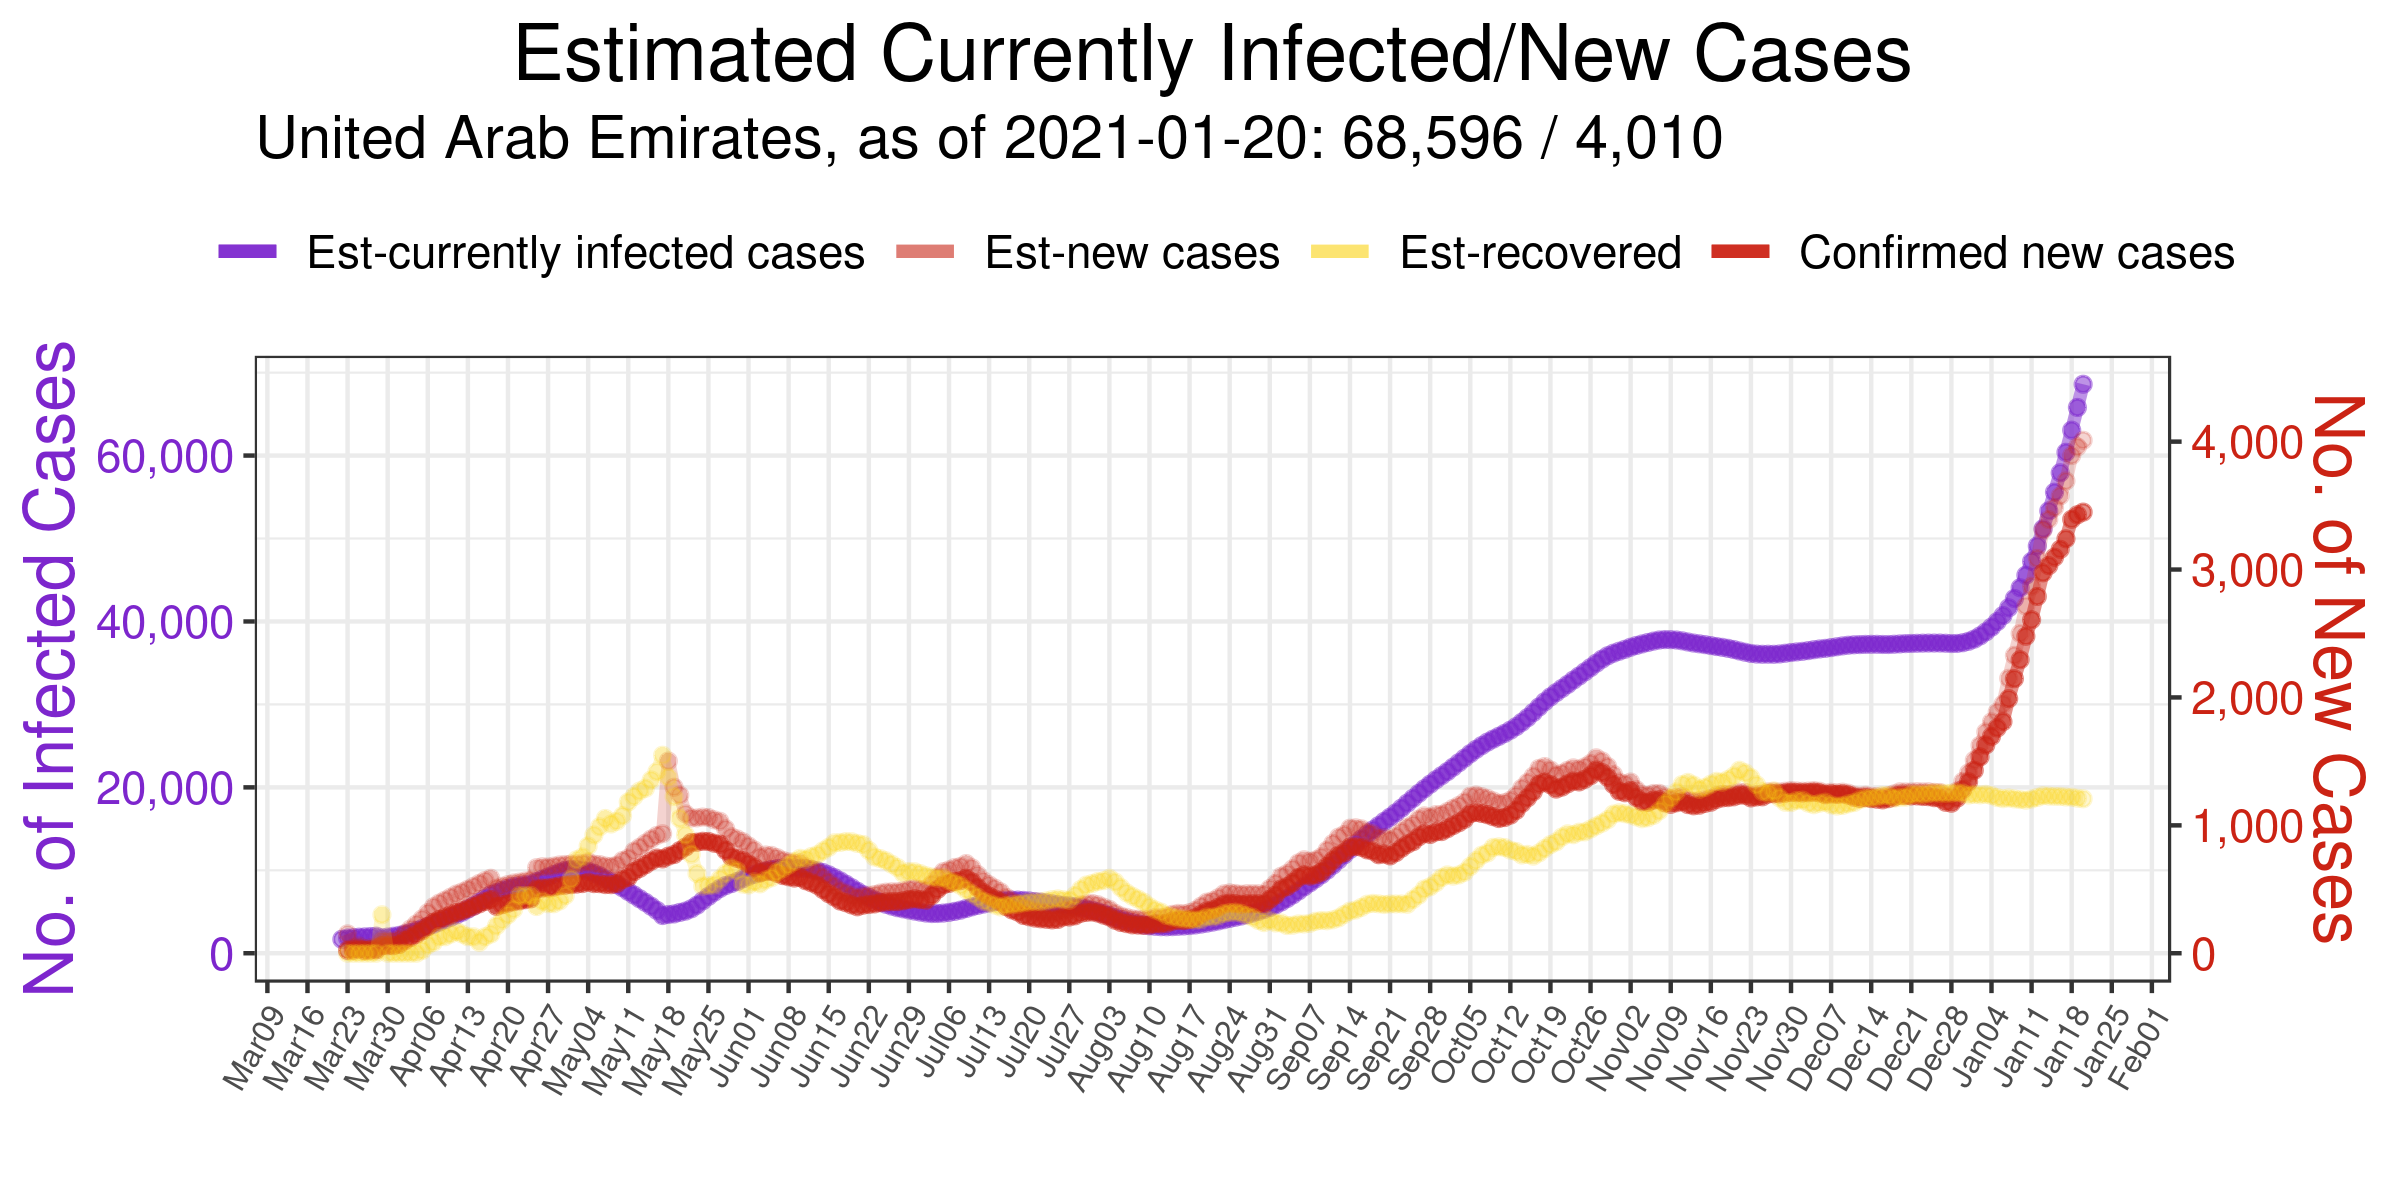 Estimated Currently Infected/New Cases
United Arab Emirates, as of 2021-01-20: 68,596 / 4,010
Est-currently infected cases Est-new cases Est-recovered Confirmed new cases
No. of Infected Cases
60,000
40,000
20,000
0
4,000
3,000
2,000
1,000
0
No. of New Cases
Mar09 Mar16 Mar23 Mar30 Apr06 Apr13 Apr20 Apr27 May04 May11 May18 May25 Jun01 Jun08 Jun15 Jun22 Jun29 Jul06 Jul13 Jul20 Jul27 Aug03 Aug10 Aug17 Aug24 Aug31 Sep07 Sep14 Sep21 Sep28 Oct05 Oct12 Oct19 Oct26 Nov02 Nov09 Nov16 Nov23 Nov30 Dec07 Dec14 Dec21 Dec28 Jan04 Jan11 Jan18 Jan25 Feb01